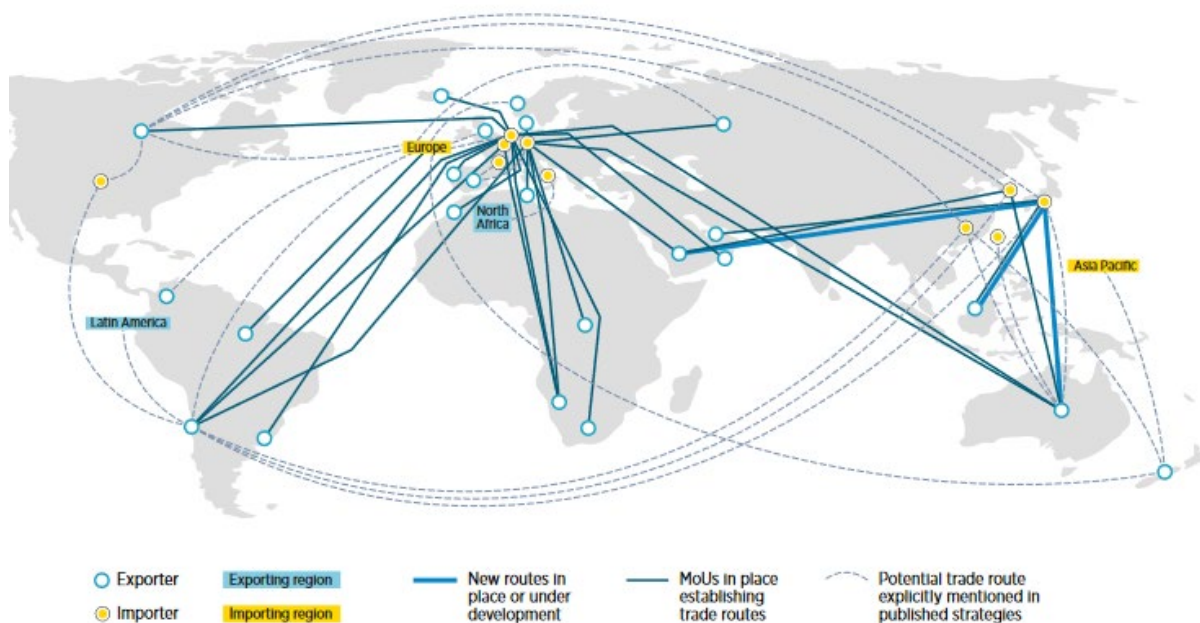 Europe
North
Africa
Asia Pacific
Latin America
Exporter
Exporting region
New routes in
place or under
development
MoUs in place
establishing
trade routes
Potential trade route
explicitly mentioned in
published strategies
Importer
Importing region